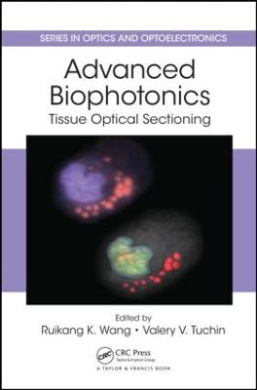 SERIES IN OPTICS AND OPTOELECTRONICS
Advanced
Biophotonics
Tissue Optical Sectioning
Edited by
Ruikang K. Wang • Valery V. Tuchin
CRC Press
Taylor & Francis Group
A TAYLOR & FRANCIS BOOK